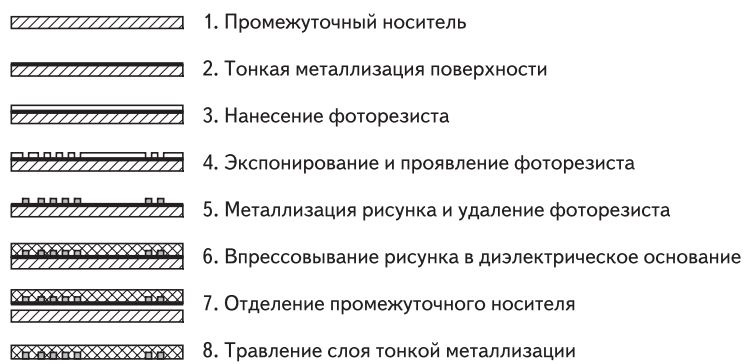 1. Промежуточный носитель
2. Тонкая металлизация поверхности
3. Нанесение фоторезиста
4. Экспонирование и проявление фоторезиста
5. Металлизация рисунка и удаление фоторезиста
6. Впрессовывание рисунка в диэлектрическое основание
7. Отделение промежуточного носителя
8. Травление слоя тонкой металлизации